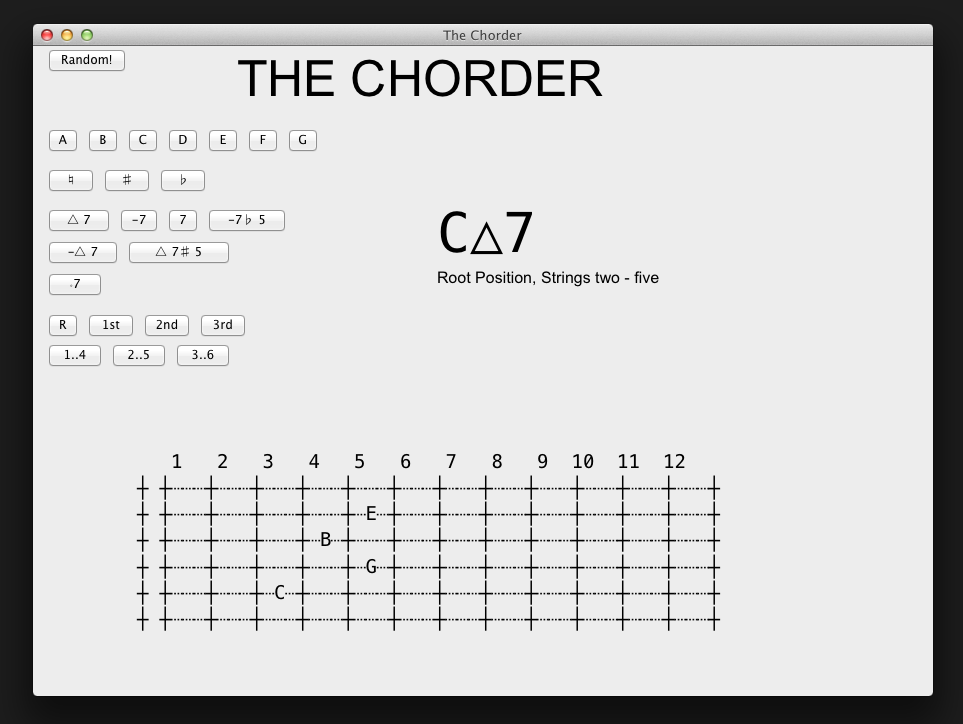 The Chorder
Random!
THE CHORDER
A B C D E F G
♮ ♯ ♭
△ 7 -7 7 -7♭ 5
-△ 7 △ 7♯ 5
C△7
Root Position, Strings two - five
7
R 1st 2nd 3rd
1..4 2..5 3..6
1 2 3 4 5 6 7 8 9 10 11 12
E
B
G
C